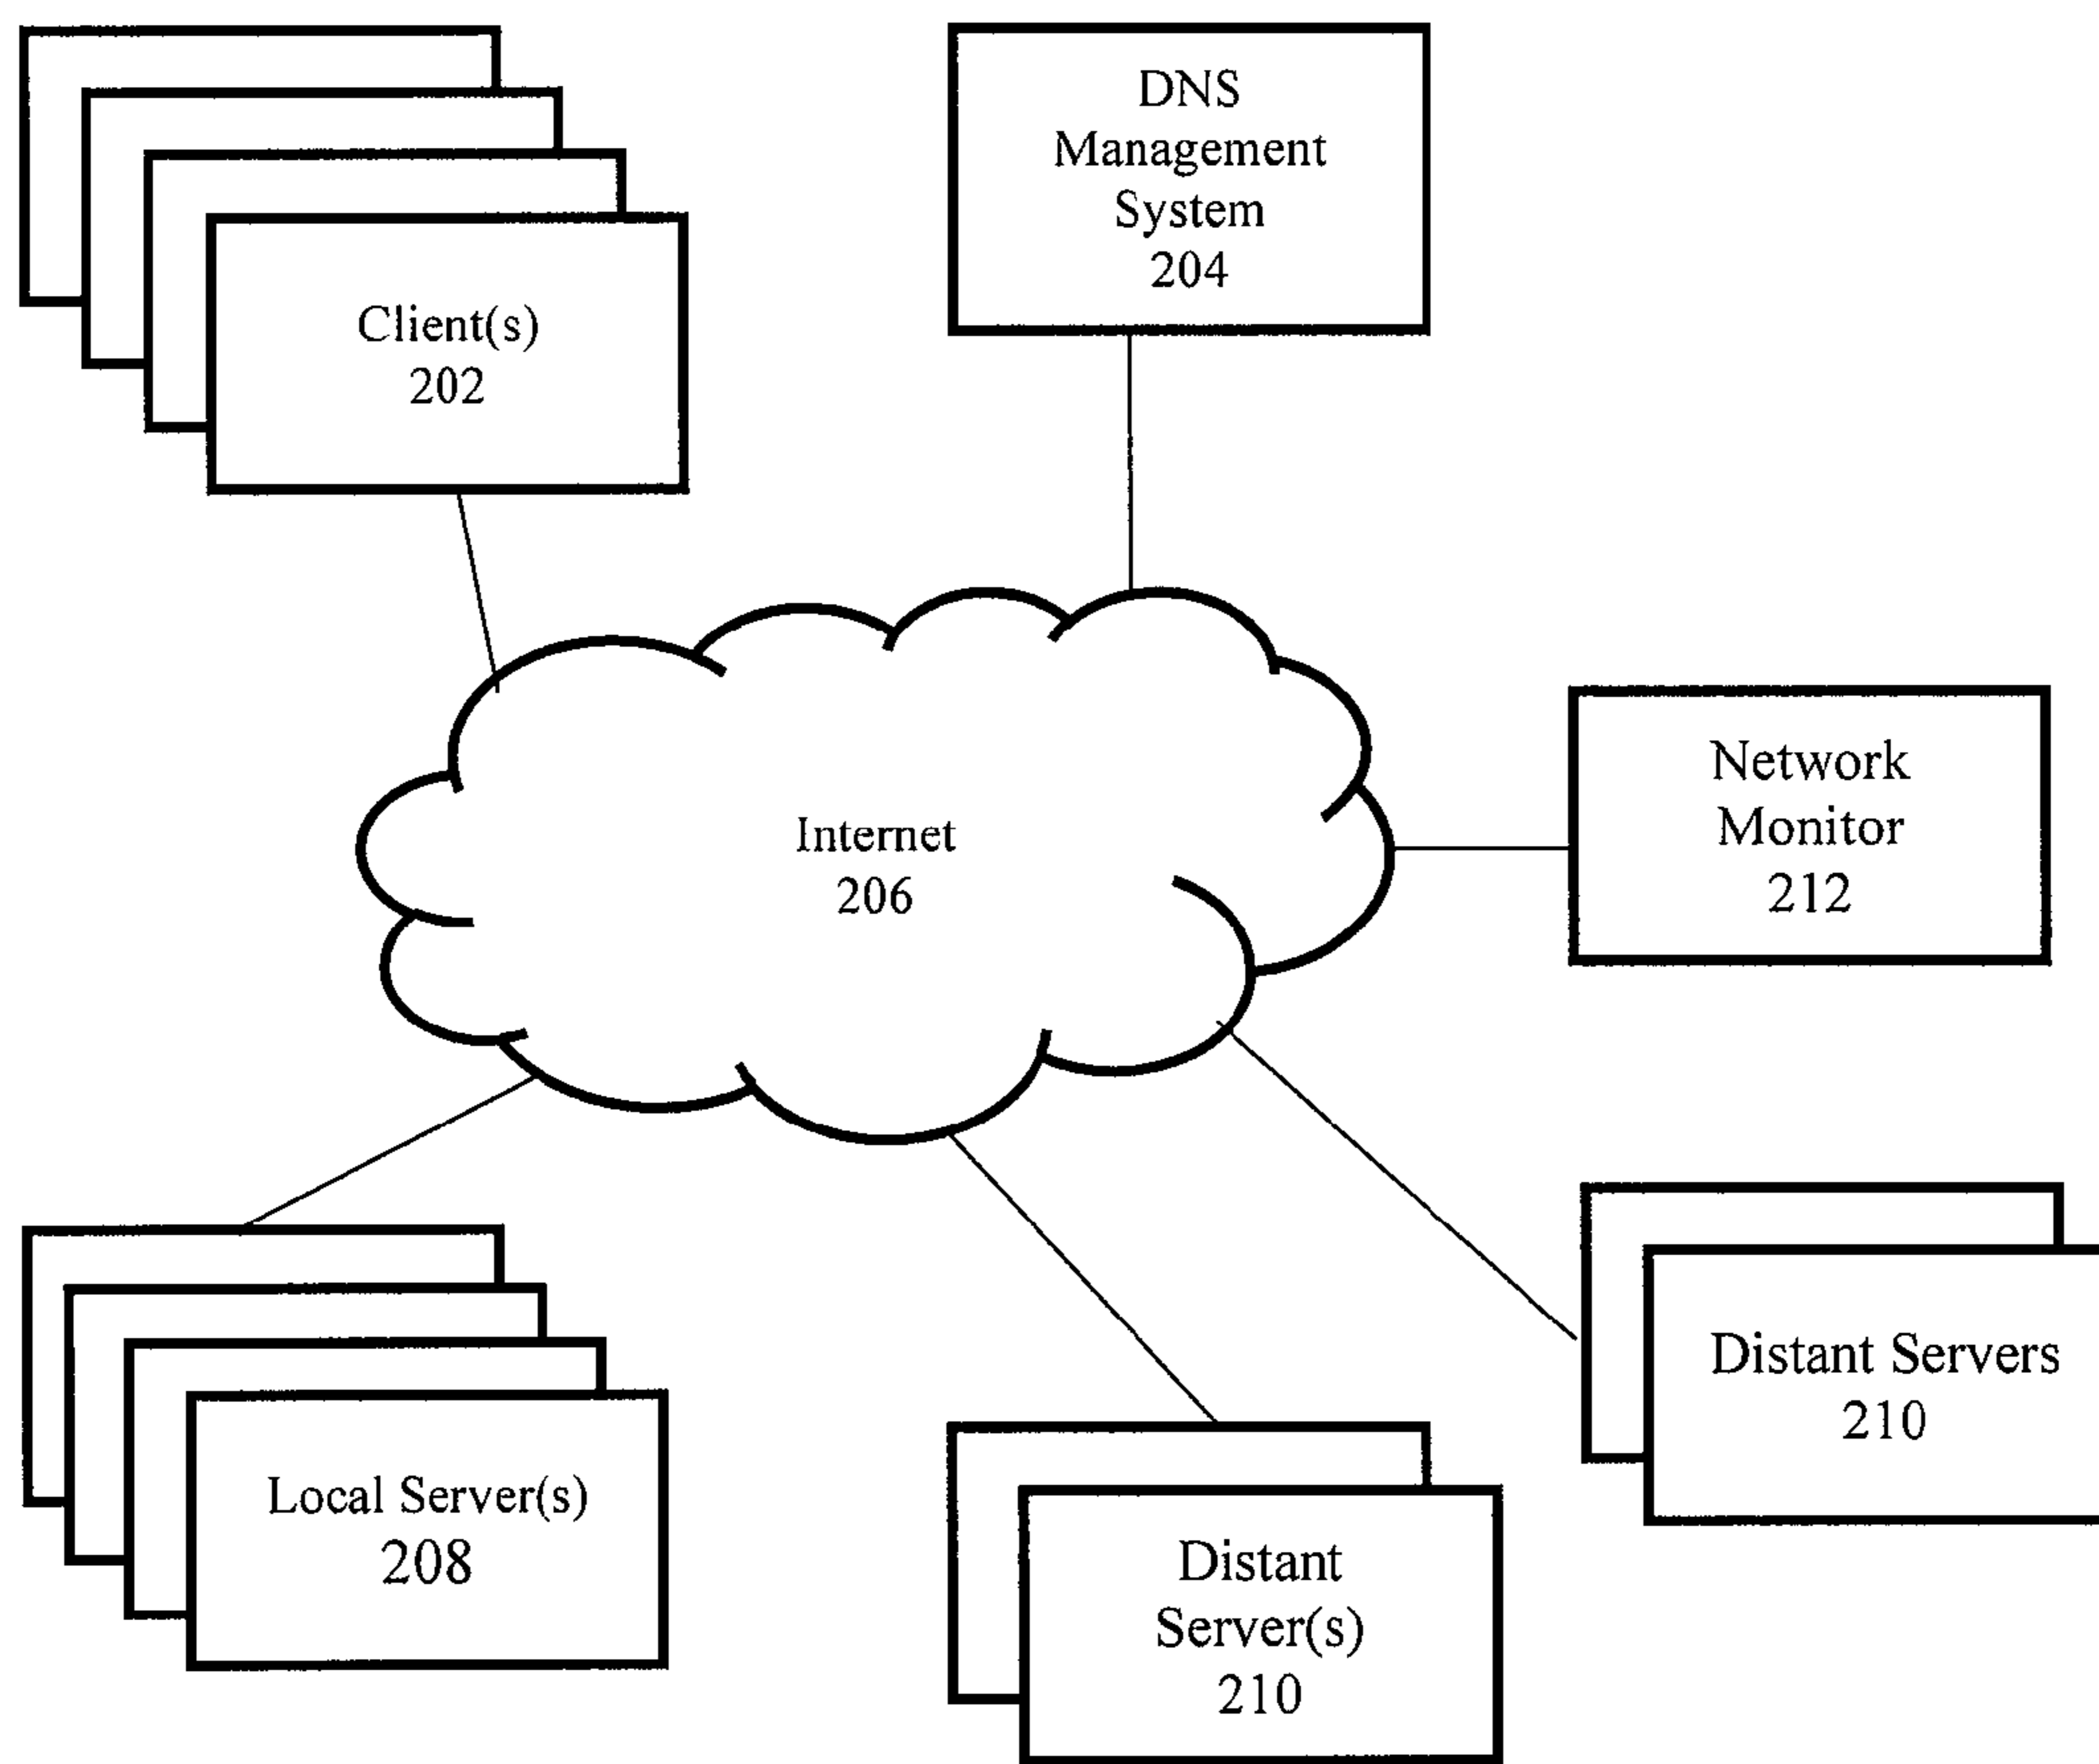 DNS
Management
System
204
Client(s)
202
Network
Monitor
212
Internet
206
Distant Servers
210
Local Server(s)
208
Distant
Server(s)
210